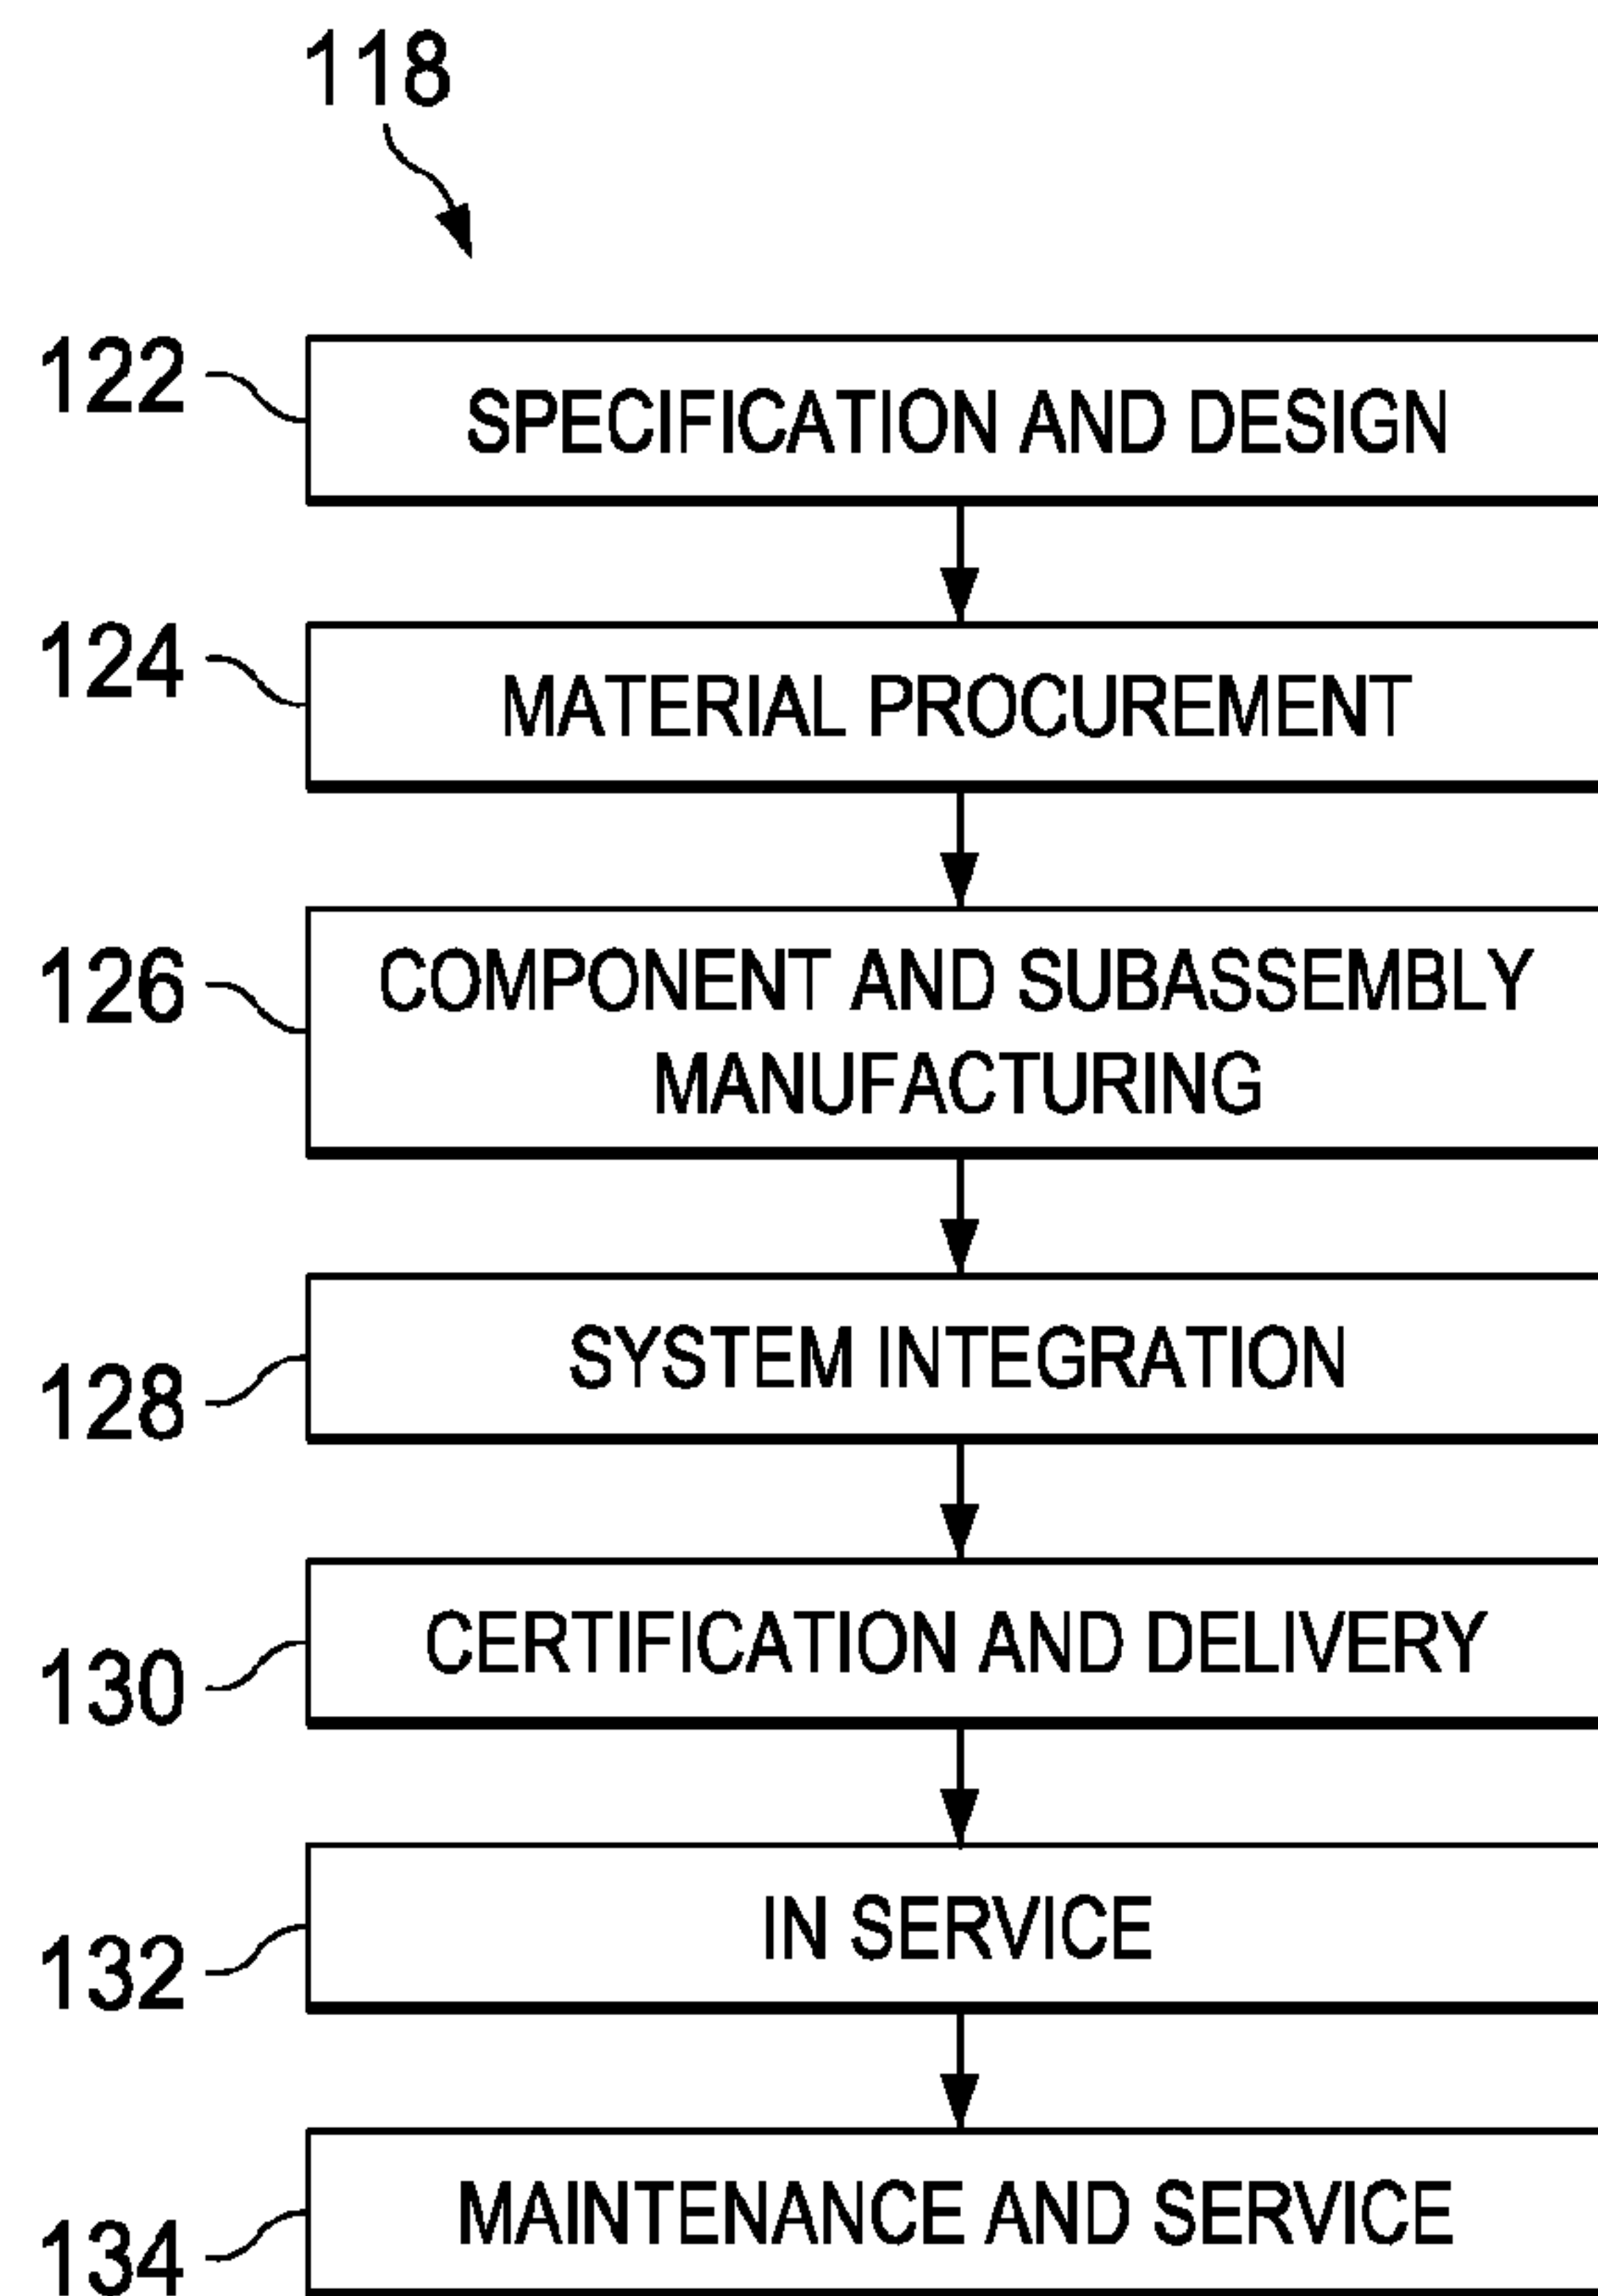 118
122
SPECIFICATION AND DESIGN
124
MATERIAL PROCUREMENT
126
COMPONENT AND SUBASSEMBLY
MANUFACTURING
128
SYSTEM INTEGRATION
130
CERTIFICATION AND DELIVERY
132
IN SERVICE
134
MAINTENANCE AND SERVICE